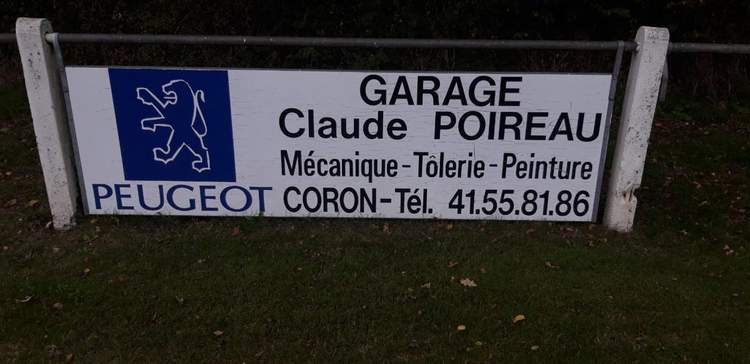 GARAGE
Claude POIREAU
Mécanique-Tôlerie-Peinture
PEUGEOT
CORON-Tél. 41.55.81.86